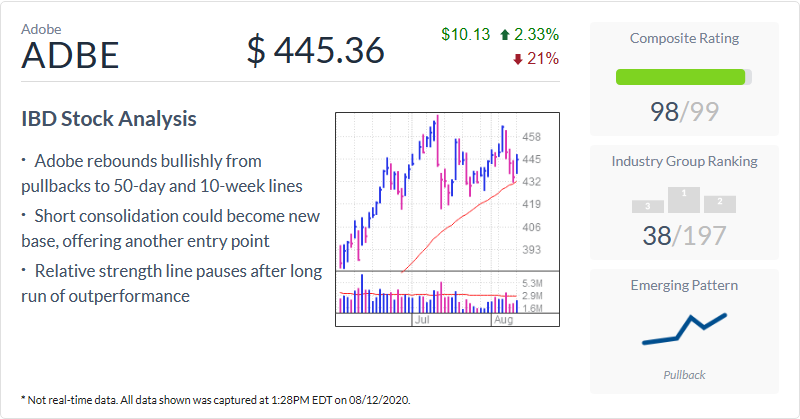 Adobe
ADBE
$ 445.36
$10.13 2.33%
21%
IBD Stock Analysis
· Adobe rebounds bullishly from
pullbacks to 50-day and 10-week lines
· Short consolidation could become new
base, offering another entry point
· Relative strength line pauses after long
run of outperformance
458
445
432
419
406
393
5.3M
2.9M
1.6M
Jul
Aug
Composite Rating
98/99
Industry Group Ranking
3
1
2
38/197
Emerging Pattern
Pullback
* Not real-time data. All data shown was captured at 1:28PM EDT on 08/12/2020.